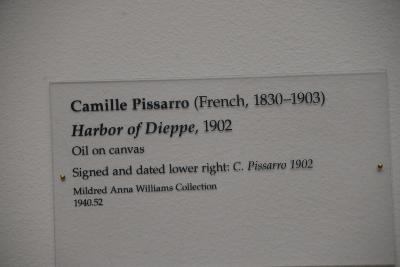 Camille Pissarro (French, 1830–1903)
Harbor of Dieppe, 1902
Oil on canvas
Signed and dated lower right: C. Pissarro 1902
Mildred Anna Williams Collection
1940.52